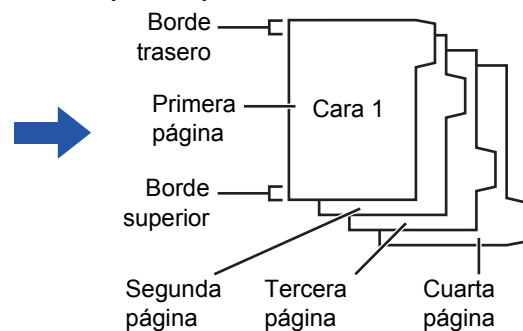 Borde
trasero
Primera
página
Cara 1
Borde
superior
Segunda
página
Tercera
página
Cuarta
página